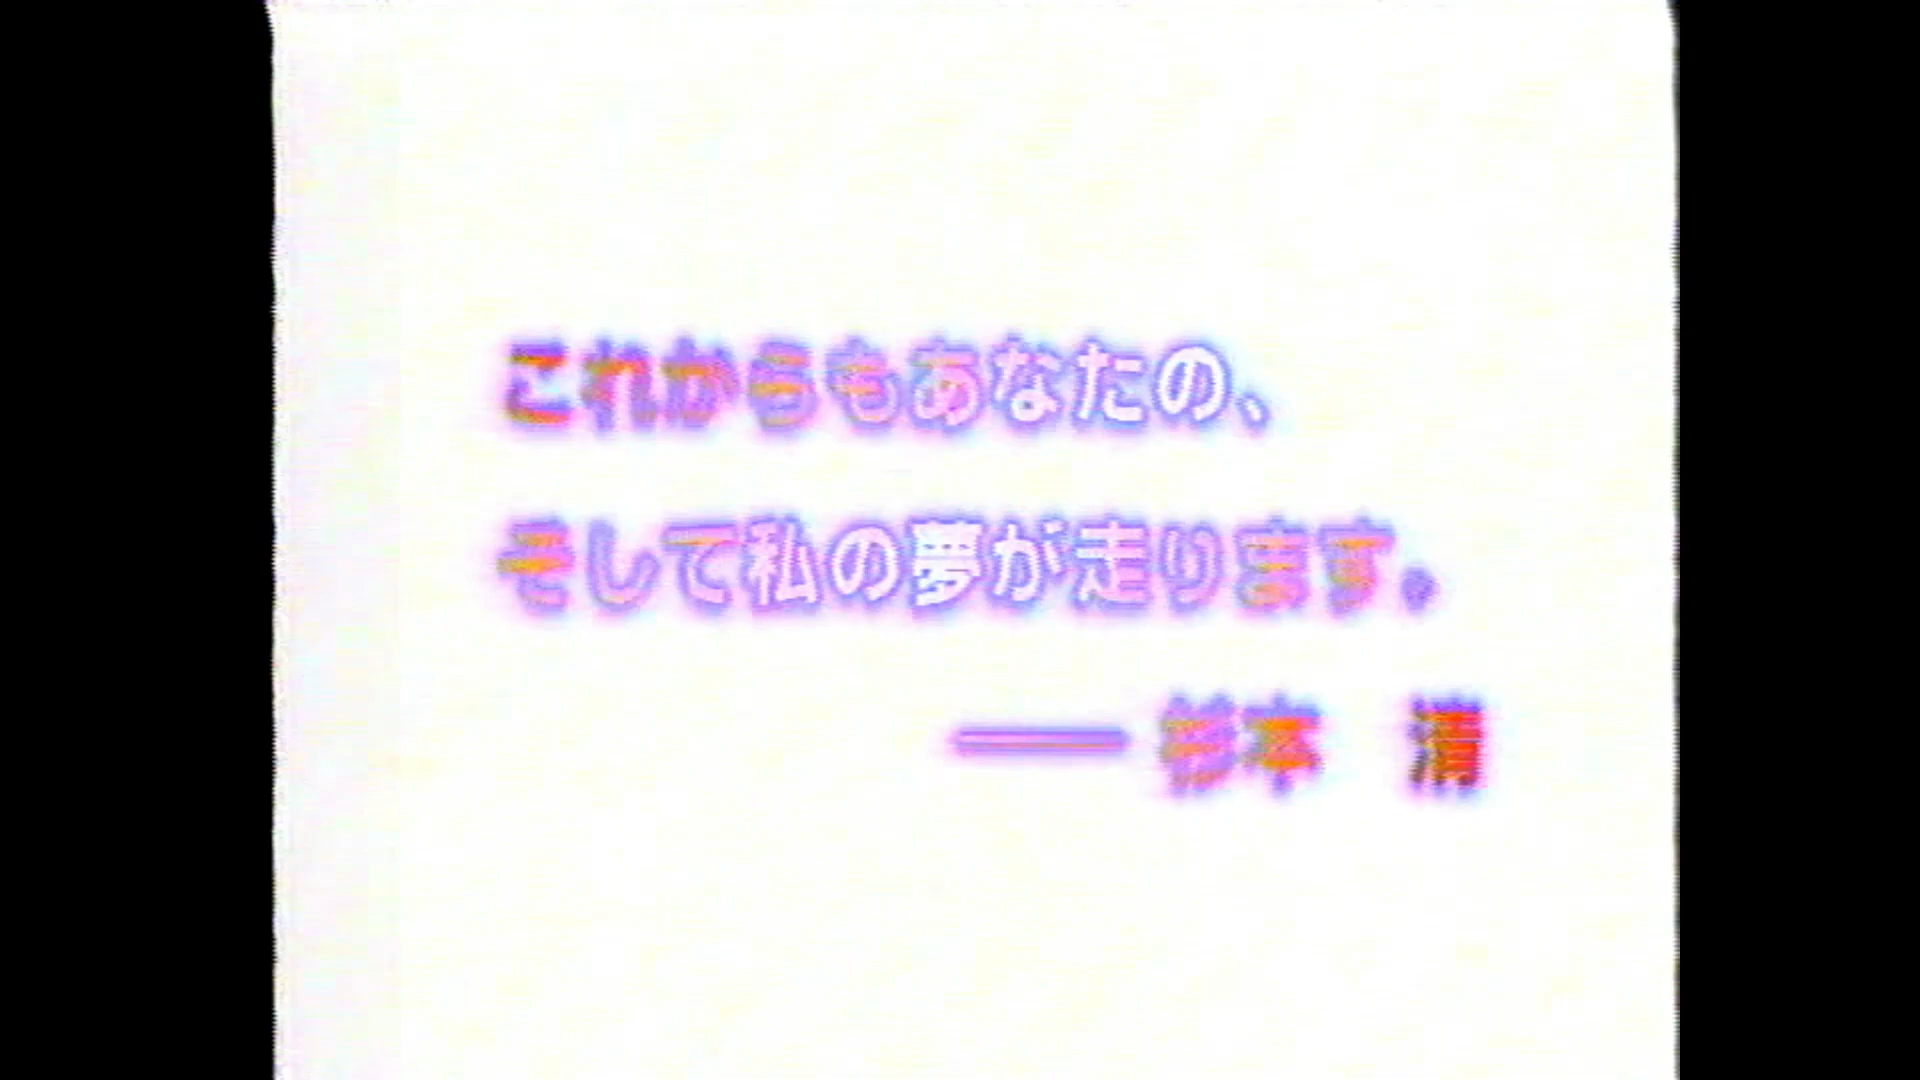 これからもあなたの、
そして私の夢が走ります。
── 杉本 清